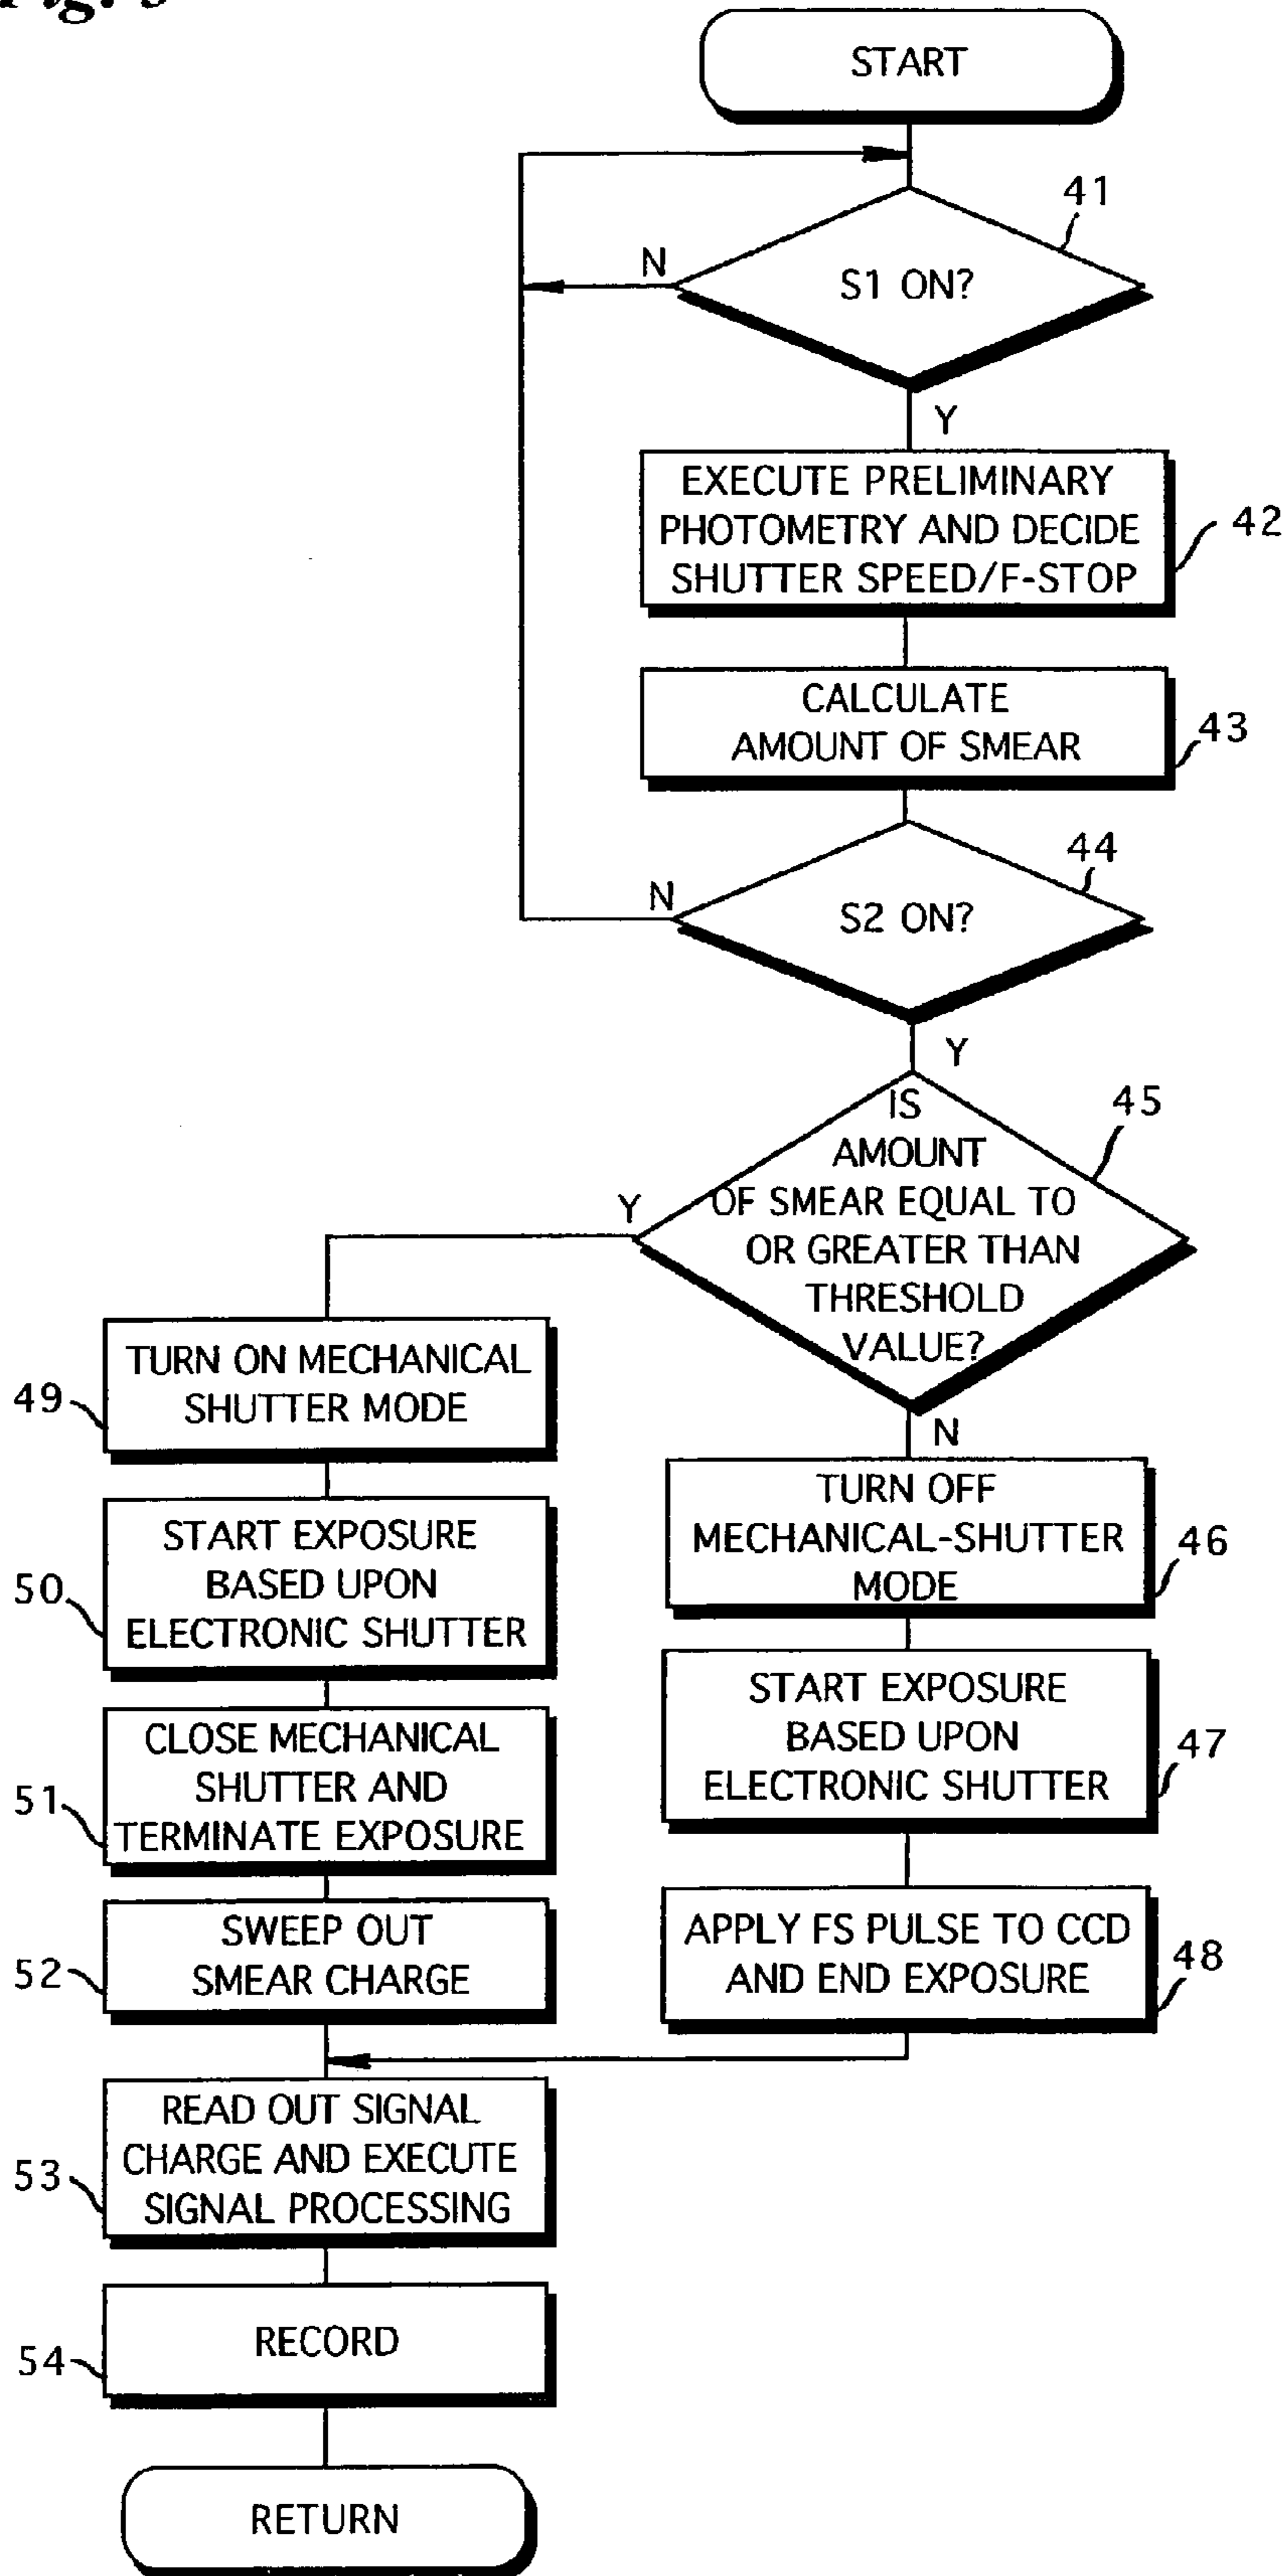 START
41
N
S1 ON?
Y
EXECUTE PRELIMINARY
PHOTOMETRY AND DECIDE
SHUTTER SPEED/F-STOP
42
CALCULATE
AMOUNT OF SMEAR
43
44
N
S2 ON?
Y
45
IS
AMOUNT
OF SMEAR EQUAL TO
OR GREATER THAN
THRESHOLD
VALUE?
Y
N
TURN ON MECHANICAL
SHUTTER MODE
49
START EXPOSURE
BASED UPON
ELECTRONIC SHUTTER
50
CLOSE MECHANICAL
SHUTTER AND
TERMINATE EXPOSURE
51
SWEEP OUT
SMEAR CHARGE
52
TURN OFF
MECHANICAL-SHUTTER
MODE
46
START EXPOSURE
BASED UPON
ELECTRONIC SHUTTER
47
APPLY FS PULSE TO CCD
AND END EXPOSURE
48
READ OUT SIGNAL
CHARGE AND EXECUTE
SIGNAL PROCESSING
53
RECORD
54
RETURN